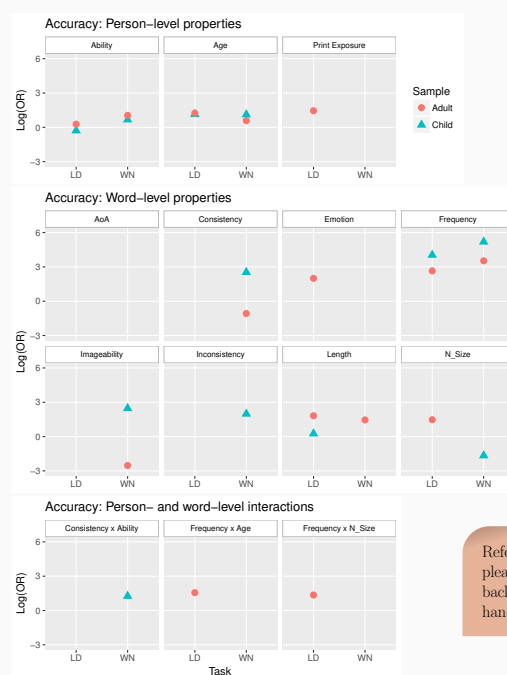 Accuracy: Person−level properties
Ability Age Print Exposure
6
3
0
−3
Log(OR)
LD WN LD WN LD WN
Sample
Adult
Child
Accuracy: Word−level properties
AoA Consistency Emotion Frequency
6
3
0
−3
Log(OR)
Imageability Inconsistency Length N_Size
6
3
0
−3
LD WN LD WN LD WN LD WN
Accuracy: Person− and word−level interactions
Consistency x Ability Frequency x Age Frequency x N_Size
6
3
0
−3
Log(OR)
LD WN LD WN LD WN
Task